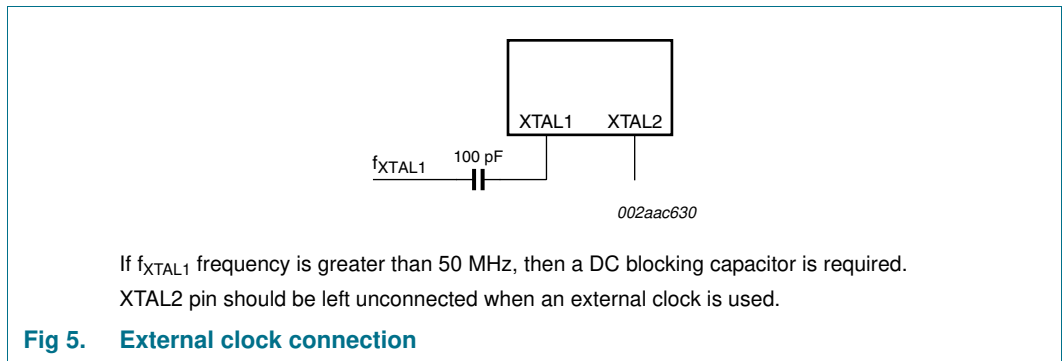 XTAL1 XTAL2
fXTAL1 100 pF
002aac630
If fXTAL1 frequency is greater than 50 MHz, then a DC blocking capacitor is required.
XTAL2 pin should be left unconnected when an external clock is used.
Fig 5. External clock connection